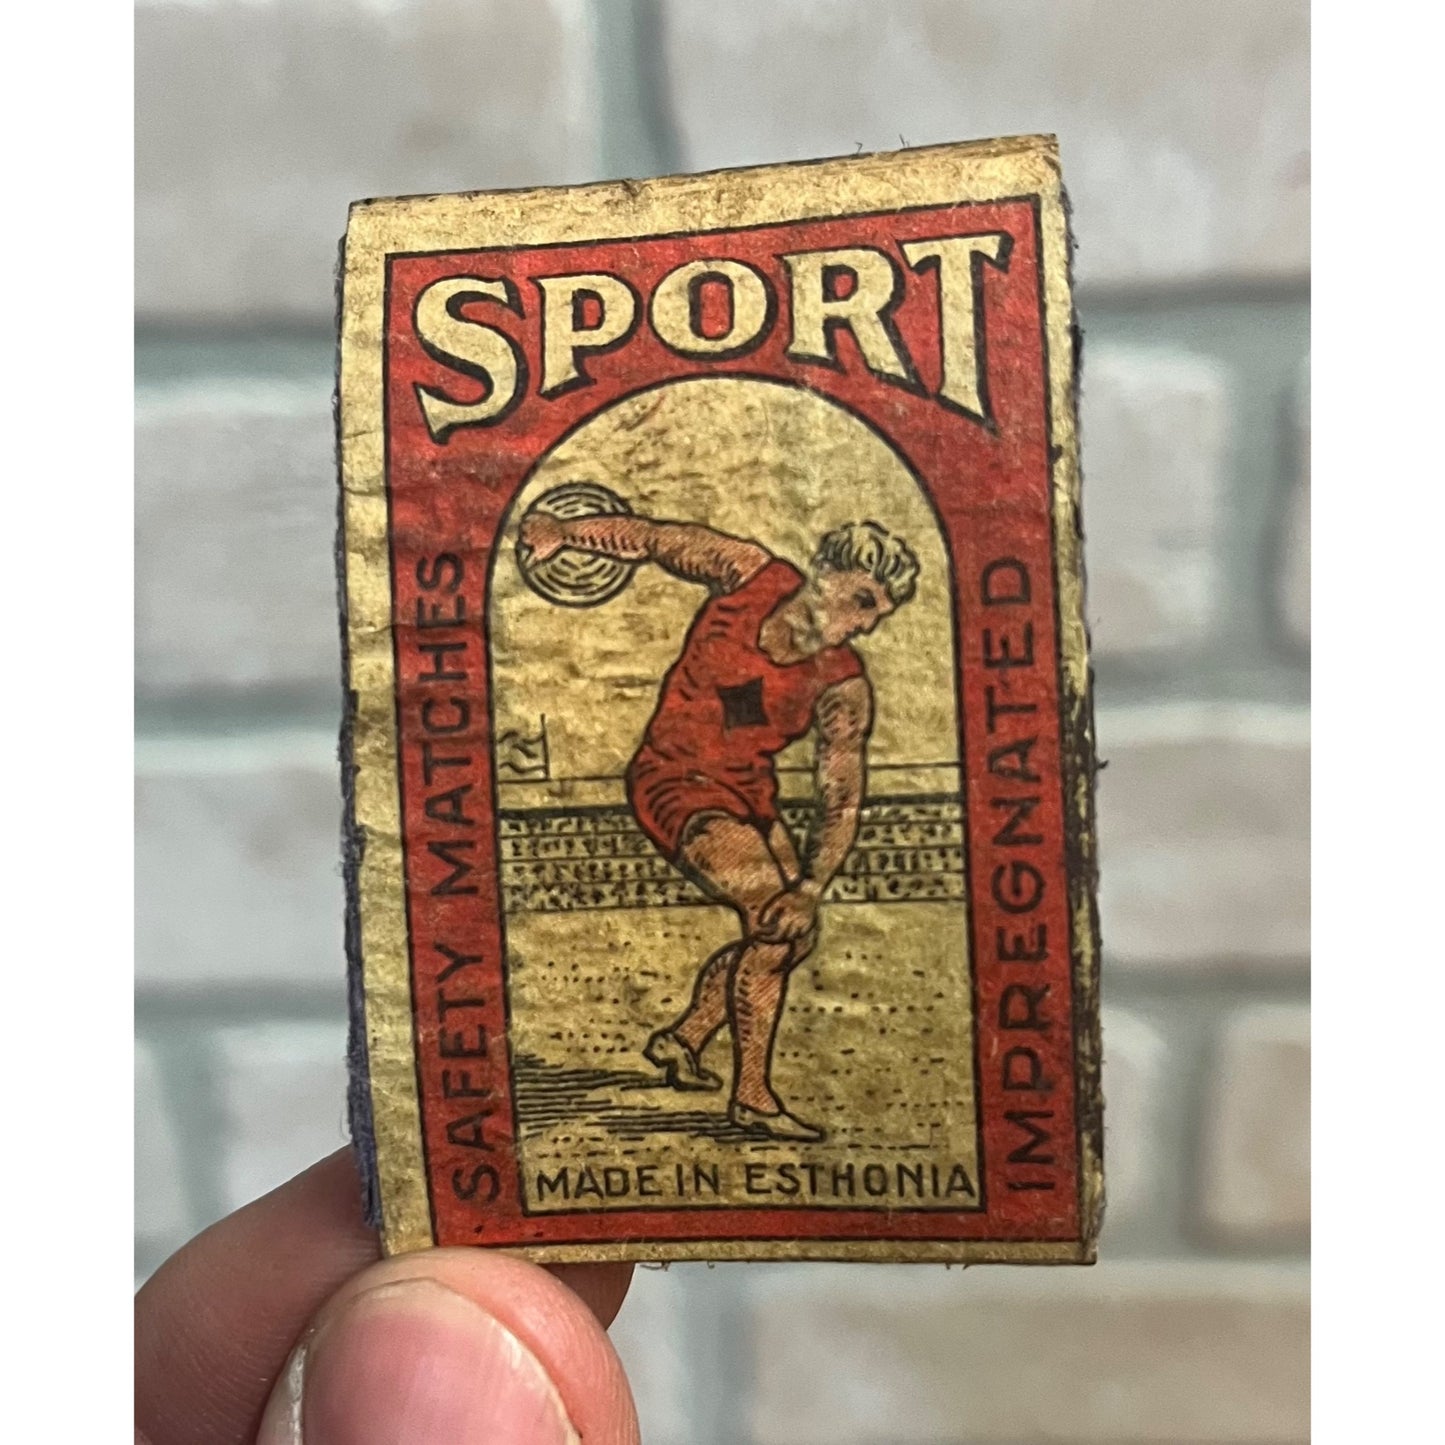 SPORT
SAFETY MATCHES
IMPREGNATED
MADE IN ESTHONIA